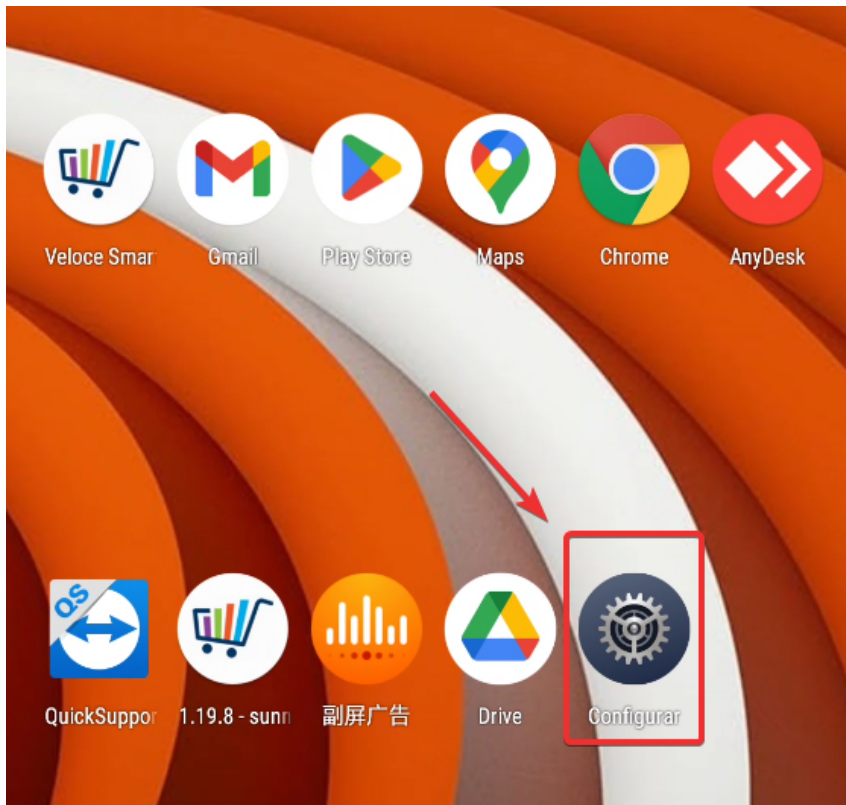 Veloce Smar
Gmail
Play Store
Maps
Chrome
AnyDesk
QS
QuickSuppor
1.19.8 - sunn
副屏广告
Drive
Configurar